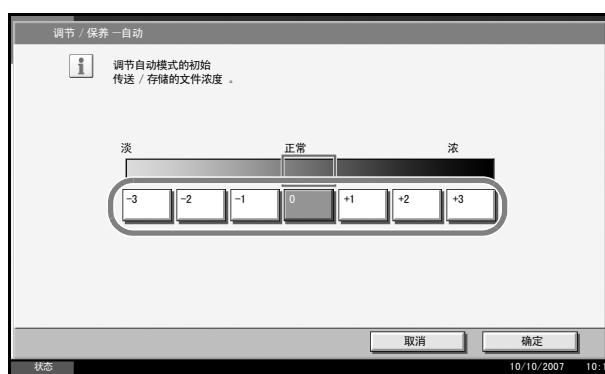 调节 / 保养 －自动
调节自动模式的初始
传送 / 存储的文件浓度 。
淡 正常 浓
-3 -2 -1 0 +1 +2 +3
取消 确定
状态 10/10/2007 10:1